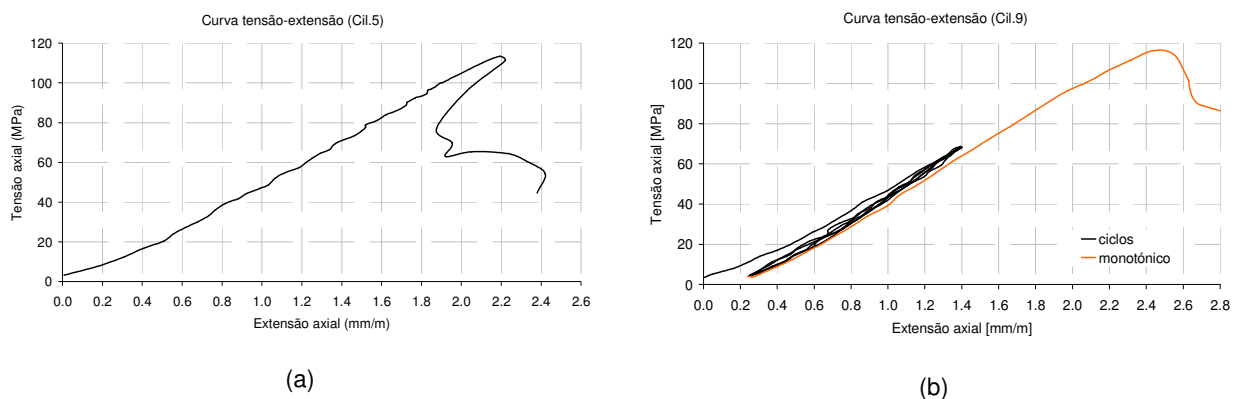 Curva tensão-extensão (Cil.5)
Tensão axial (MPa)
120
100
80
60
40
20
0
0.0 0.2 0.4 0.6 0.8 1.0 1.2 1.4 1.6 1.8 2.0 2.2 2.4 2.6
Extensão axial (mm/m)
(a)
Curva tensão-extensão (Cil.9)
Tensão axial [MPa]
120
100
80
60
40
20
0
ciclos
monotónico
0.0 0.2 0.4 0.6 0.8 1.0 1.2 1.4 1.6 1.8 2.0 2.2 2.4 2.6 2.8
Extensão axial [mm/m]
(b)